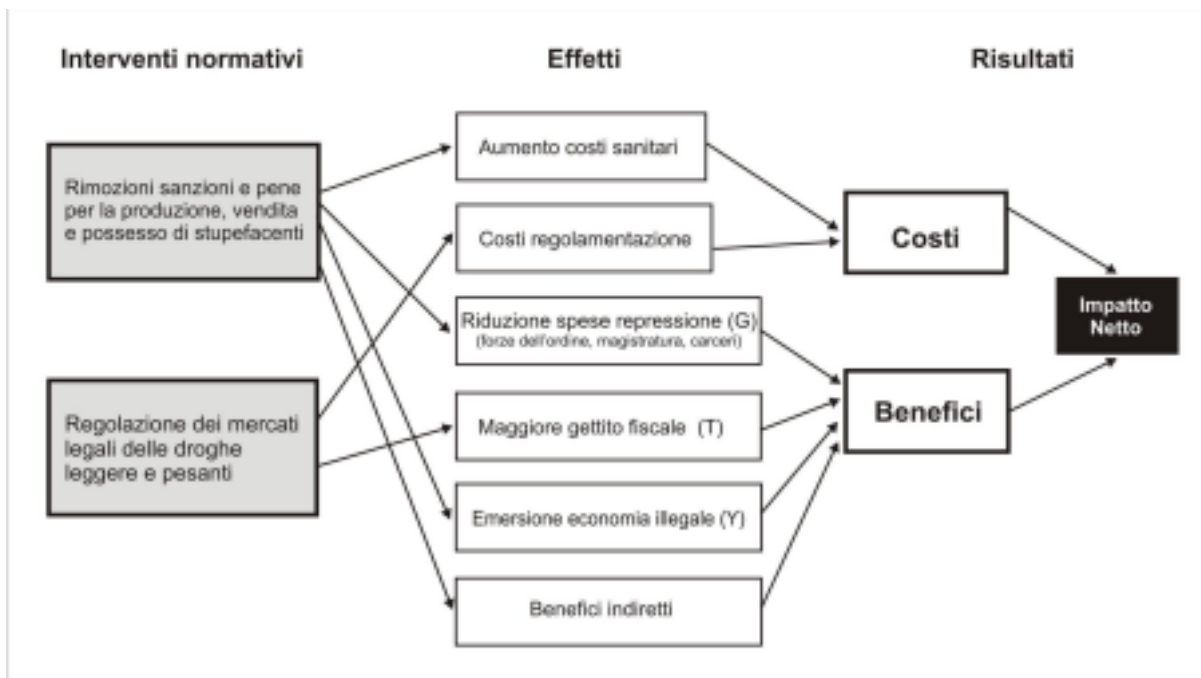 Interventi normativi
Effetti
Risultati
Rimozioni sanzioni e pene
per la produzione, vendita
e possesso di stupefacenti
Regolazione dei mercati
legali delle droghe
leggere e pesanti
Aumento costi sanitari
Costi regolamentazione
Riduzione spese repressione (G)
(forze dell'ordine, magistratura, carceri)
Maggiore gettito fiscale (T)
Emersione economia illegale (Y)
Benefici indiretti
Costi
Benefici
Impatto
Netto